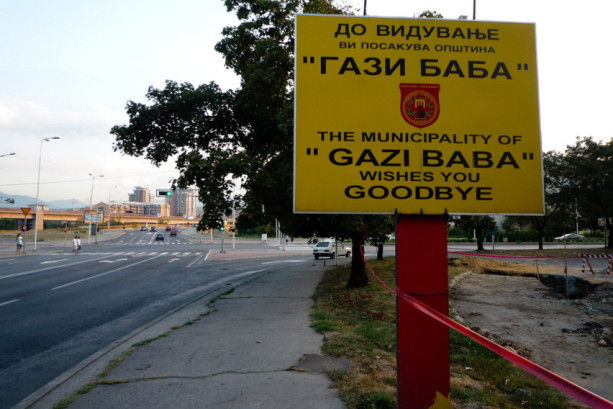 ДО ВИДУВАЊЕ
ВИ ПОСАКУВА ОПШТИНА
"ГАЗИ БАБА"
THE MUNICIPALITY OF
"GAZI BABA"
WISHES YOU
GOODBYE